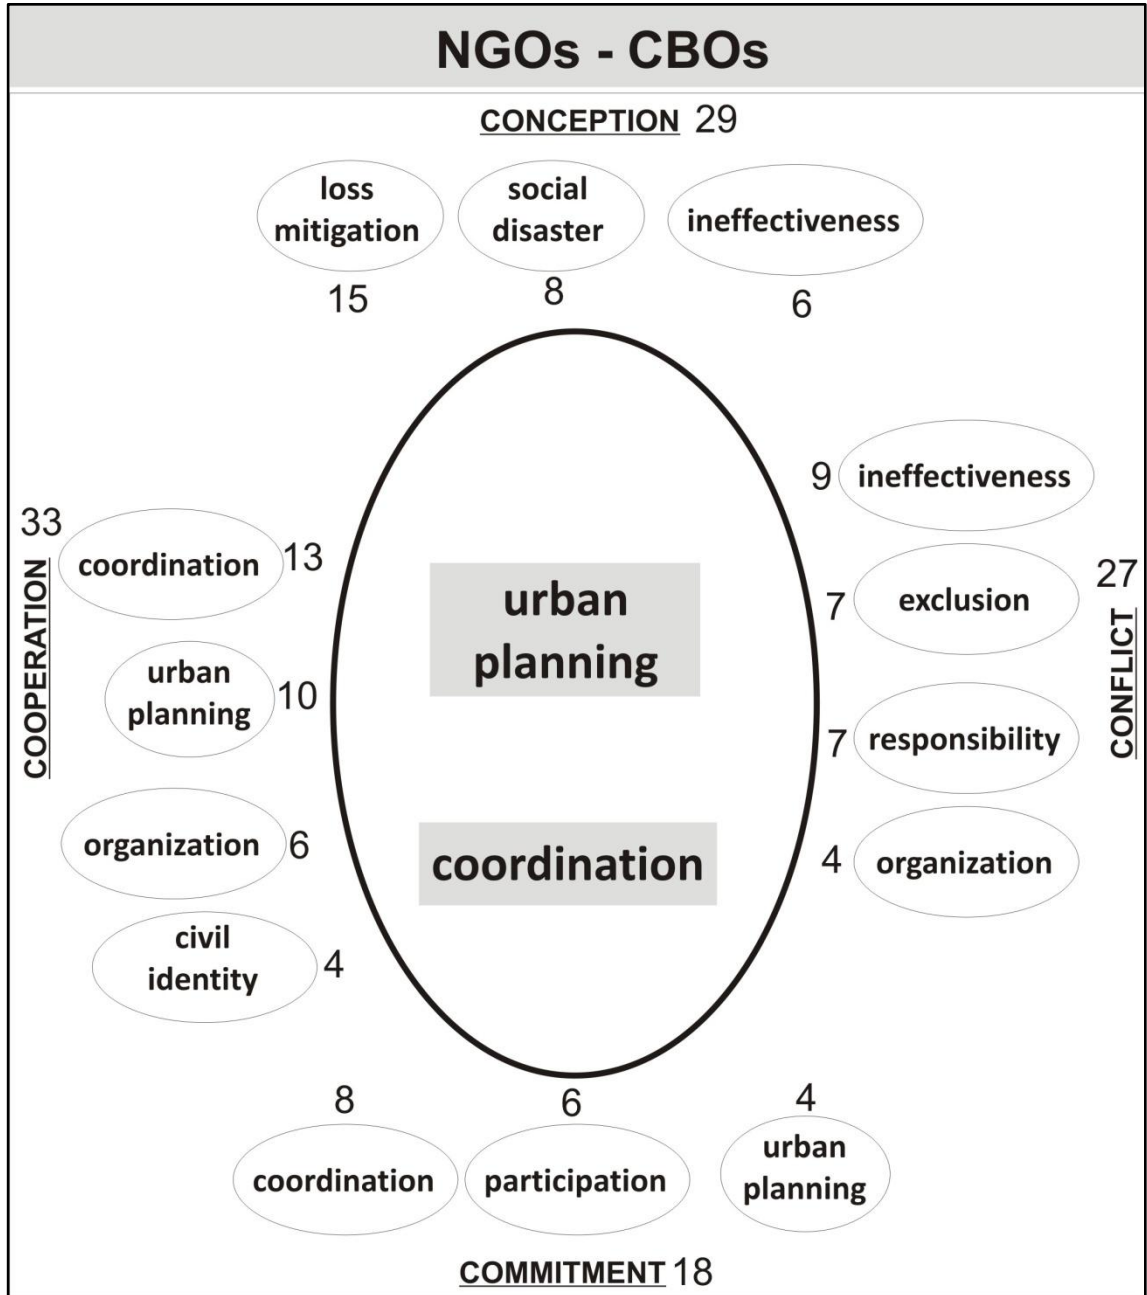 NGOs - CBOs
CONCEPTION 29
loss
mitigation
15
social
disaster
8
ineffectiveness
6
COOPERATION 33
coordination 13
urban
planning
10
organization 6
civil
identity
4
urban
planning
coordination
9 ineffectiveness
7 exclusion
7 responsibility
4 organization
CONFLICT 27
8
coordination
6
participation
4
urban
planning
COMMITMENT 18